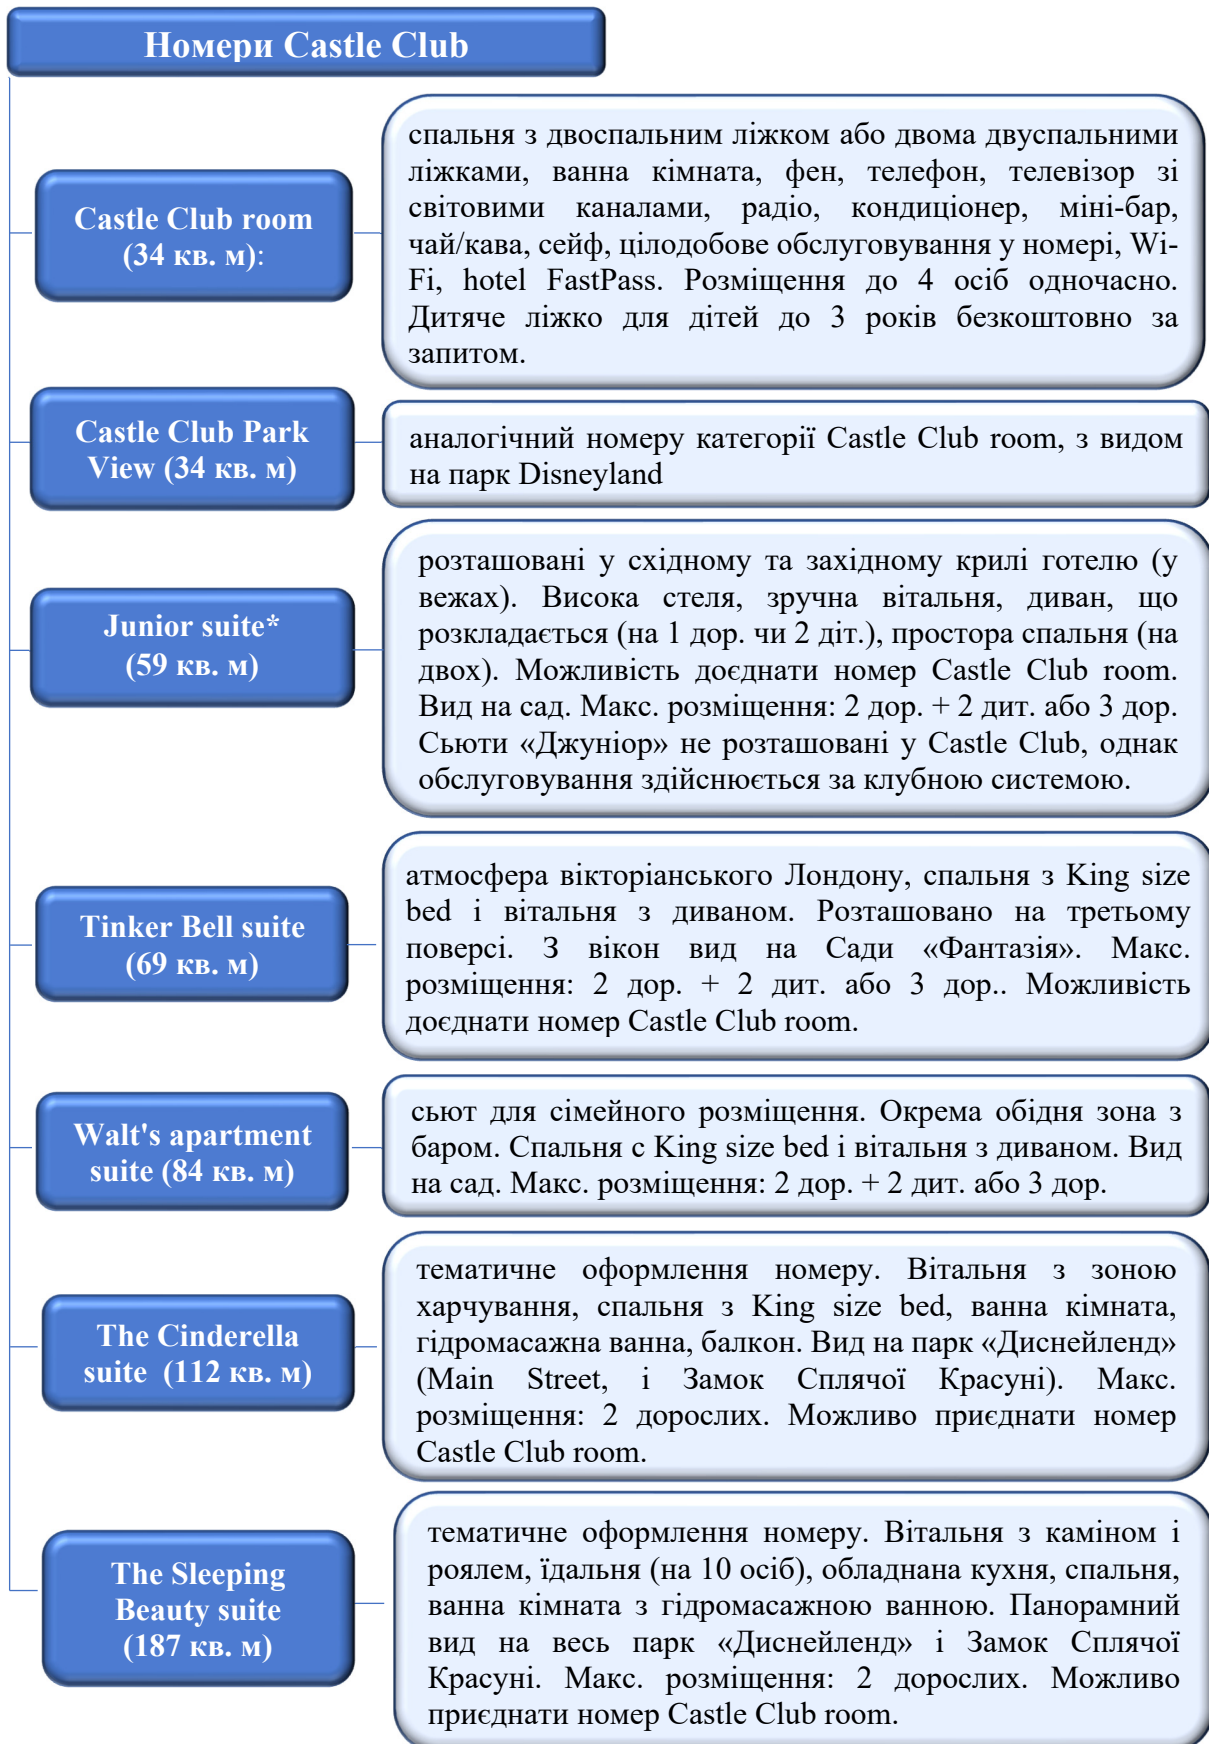 Номери Castle Club
Castle Club room
(34 кв. м):
спальня з двоспальним ліжком або двома двуспальними
ліжками, ванна кімната, фен, телефон, телевізор зі
світовими каналами, радіо, кондиціонер, міні-бар,
чай/кава, сейф, цілодобове обслуговування у номері, Wi-
Fi, hotel FastPass. Розміщення до 4 осіб одночасно.
Дитяче ліжко для дітей до 3 років безкоштовно за
запитом.
Castle Club Park
View (34 кв. м)
аналогічний номеру категорії Castle Club room, з видом
на парк Disneyland
Junior suite*
(59 кв. м)
розташовані у східному та західному крилі готелю (у
вежах). Висока стеля, зручна вітальня, диван, що
розкладається (на 1 дор. чи 2 діт.), простора спальня (на
двох). Можливість доєднати номер Castle Club room.
Вид на сад. Макс. розміщення: 2 дор. + 2 дит. або 3 дор.
Сьюти «Джуніор» не розташовані у Castle Club, однак
обслуговування здійснюється за клубною системою.
Tinker Bell suite
(69 кв. м)
атмосфера вікторіанського Лондону, спальня з King size
bed і вітальня з диваном. Розташовано на третьому
поверсі. З вікон вид на Сади «Фантазія». Макс.
розміщення: 2 дор. + 2 дит. або 3 дор.. Можливість
доєднати номер Castle Club room.
Walt's apartment
suite (84 кв. м)
сьют для сімейного розміщення. Окрема обідня зона з
баром. Спальня с King size bed і вітальня з диваном. Вид
на сад. Макс. розміщення: 2 дор. + 2 дит. або 3 дор.
The Cinderella
suite (112 кв. м)
тематичне оформлення номеру. Вітальня з зоною
харчування, спальня з King size bed, ванна кімната,
гідромасажна ванна, балкон. Вид на парк «Диснейленд»
(Main Street, і Замок Сплячої Красуні). Макс.
розміщення: 2 дорослих. Можливо приєднати номер
Castle Club room.
The Sleeping
Beauty suite
(187 кв. м)
тематичне оформлення номеру. Вітальня з каміном і
роялем, їдальня (на 10 осіб), обладнана кухня, спальня,
ванна кімната з гідромасажною ванною. Панорамний
вид на весь парк «Диснейленд» і Замок Сплячої
Красуні. Макс. розміщення: 2 дорослих. Можливо
приєднати номер Castle Club room.